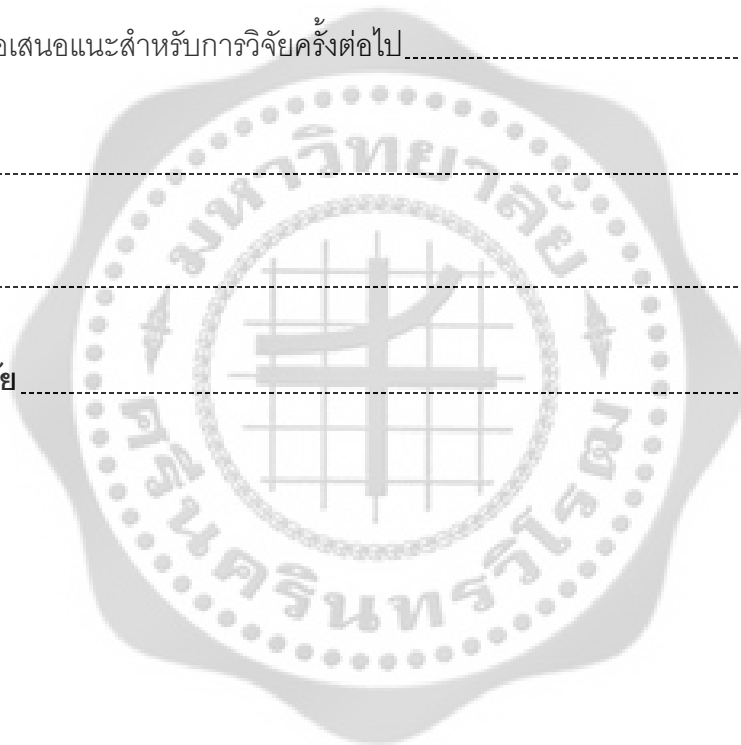 อเสนอแนะสำหรับการวิจัยครั้งต่อไป
มหาวิทยาลัย
ัย
ศรีนครินทรวิโรฒ